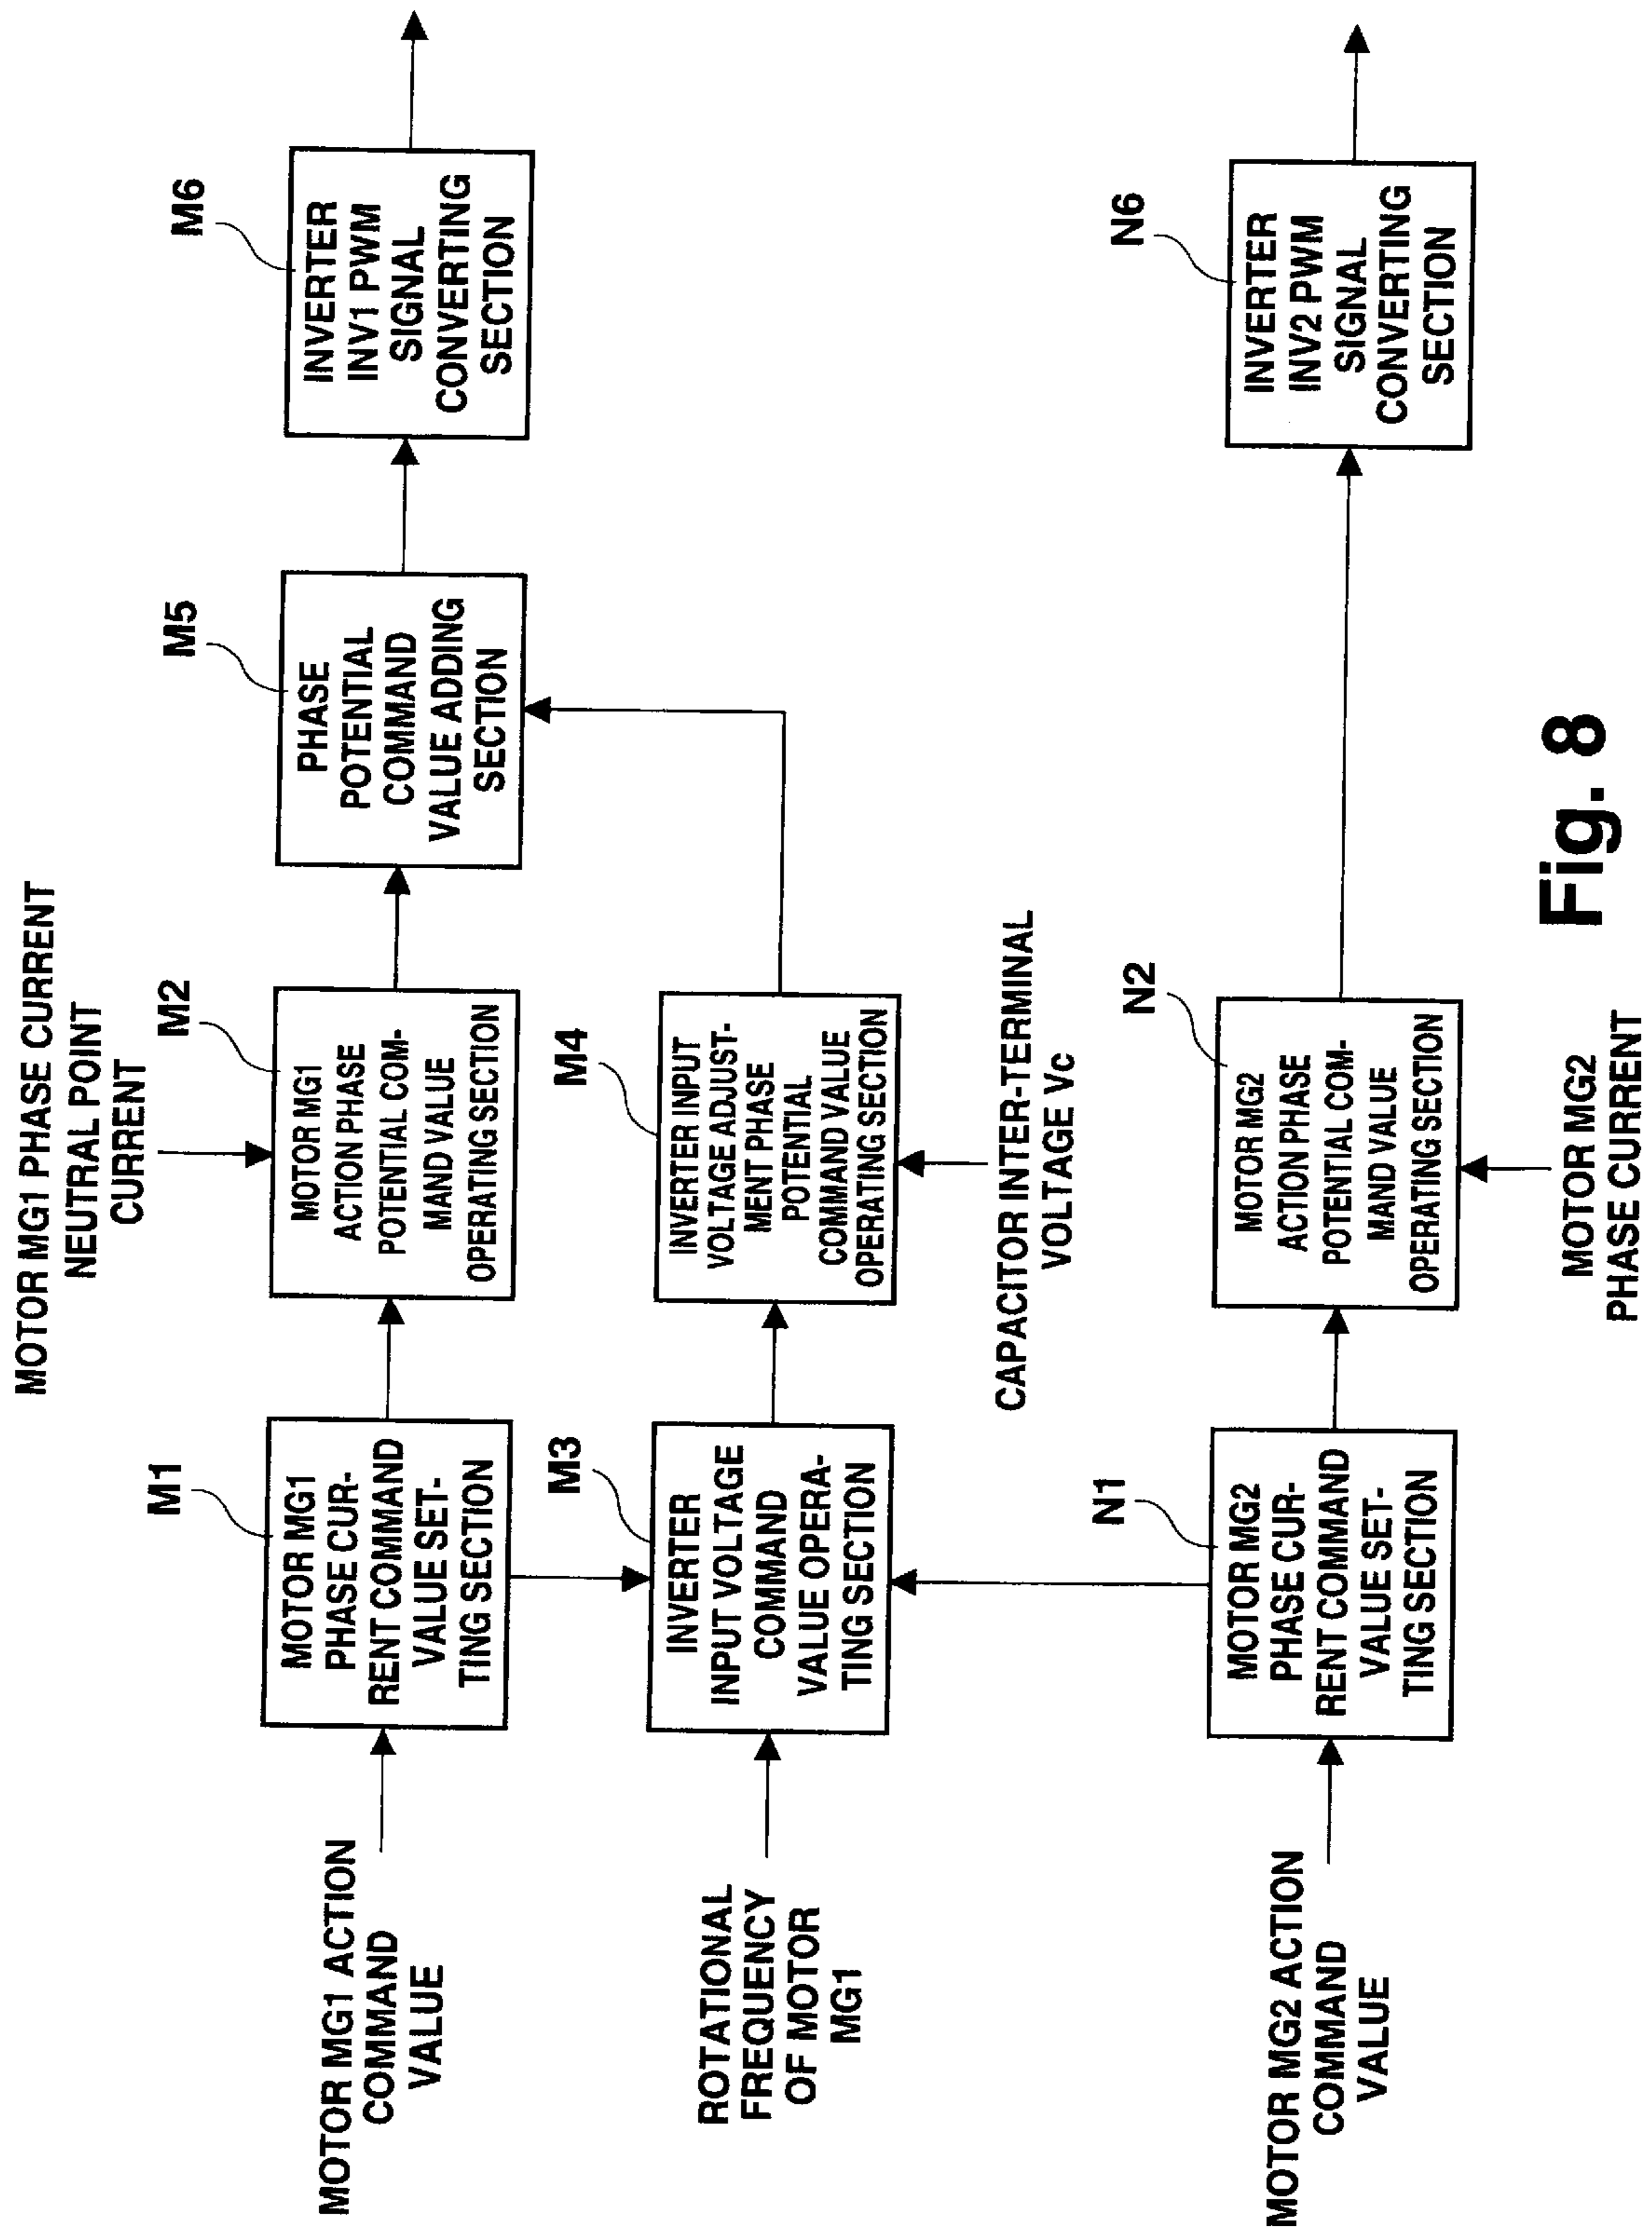 MOTOR MG1 PHASE CURRENT
NEUTRAL POINT
CURRENT
MOTOR MG1 ACTION
COMMAND
VALUE
M1
MOTOR MG1
PHASE CUR-
RENT COMMAND
VALUE SET-
TING SECTION
M2
MOTOR MG1
ACTION PHASE
POTENTIAL COM-
MAND VALUE
OPERATING SECTION
M5
PHASE
POTENTIAL
COMMAND
VALUE ADDING
SECTION
M6
INVERTER
INV1 PWM
SIGNAL
CONVERTING
SECTION
ROTATIONAL
FREQUENCY
OF MOTOR
MG1
M3
INVERTER
INPUT VOLTAGE
COMMAND
VALUE OPERA-
TING SECTION
M4
INVERTER INPUT
VOLTAGE ADJUST-
MENT PHASE
POTENTIAL
COMMAND VALUE
OPERATING SECTION
CAPACITOR INTER-TERMINAL
VOLTAGE Vc
MOTOR MG2 ACTION
COMMAND
VALUE
N1
MOTOR MG2
PHASE CUR-
RENT COMMAND
VALUE SET-
TING SECTION
N2
MOTOR MG2
ACTION PHASE
POTENTIAL COM-
MAND VALUE
OPERATING SECTION
N6
INVERTER
INV2 PWM
SIGNAL
CONVERTING
SECTION
MOTOR MG2
PHASE CURRENT
Fig. 8